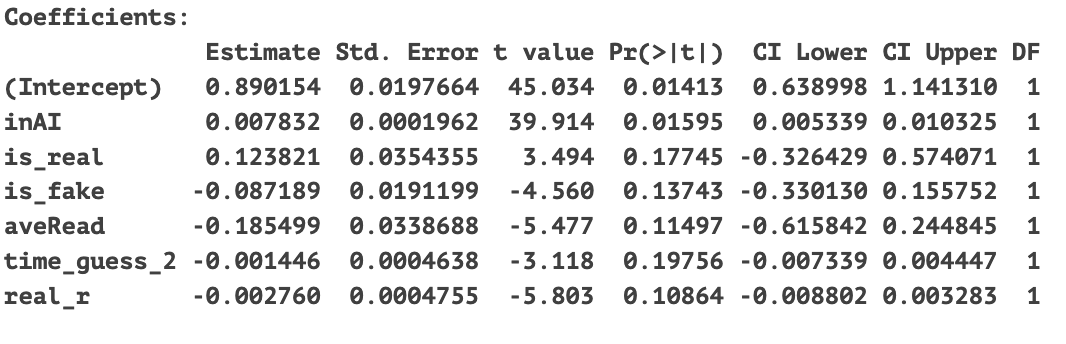 Coefficients:
Estimate Std. Error t value Pr(>|t|) CI Lower CI Upper DF
(Intercept) 0.890154 0.0197664 45.034 0.01413 0.638998 1.141310 1
inAI 0.007832 0.0001962 39.914 0.01595 0.005339 0.010325 1
is_real 0.123821 0.0354355 3.494 0.17745 -0.326429 0.574071 1
is_fake -0.087189 0.0191199 -4.560 0.13743 -0.330130 0.155752 1
aveRead -0.185499 0.0338688 -5.477 0.11497 -0.615842 0.244845 1
time_guess_2 -0.001446 0.0004638 -3.118 0.19756 -0.007339 0.004447 1
real_r -0.002760 0.0004755 -5.803 0.10864 -0.008802 0.003283 1